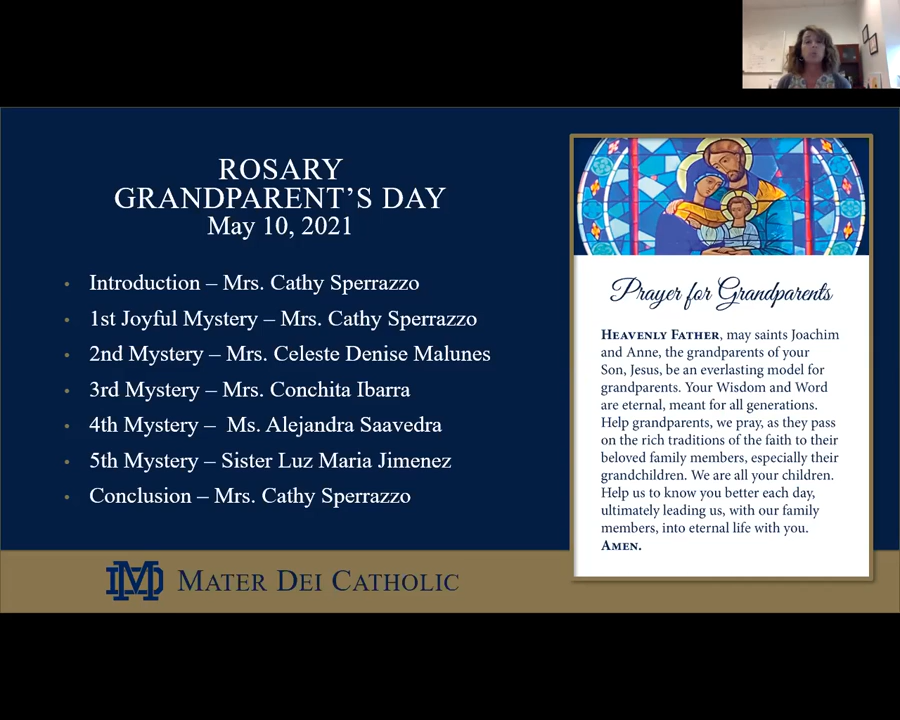 ROSARY
GRANDPARENT'S DAY
May 10, 2021
• Introduction – Mrs. Cathy Sperrazzo
• 1st Joyful Mystery – Mrs. Cathy Sperrazzo
• 2nd Mystery – Mrs. Celeste Denise Malunes
• 3rd Mystery – Mrs. Conchita Ibarra
• 4th Mystery –  Ms. Alejandra Saavedra
• 5th Mystery – Sister Luz Maria Jimenez
• Conclusion – Mrs. Cathy Sperrazzo
MD MATER DEI CATHOLIC
Prayer for Grandparents
HEAVENLY FATHER, may saints Joachim
and Anne, the grandparents of your
Son, Jesus, be an everlasting model for
grandparents. Your Wisdom and Word
are eternal, meant for all generations.
Help grandparents, we pray, as they pass
on the rich traditions of the faith to their
beloved family members, especially their
grandchildren. We are all your children.
Help us to know you better each day,
ultimately leading us, with our family
members, into eternal life with you.
AMEN.